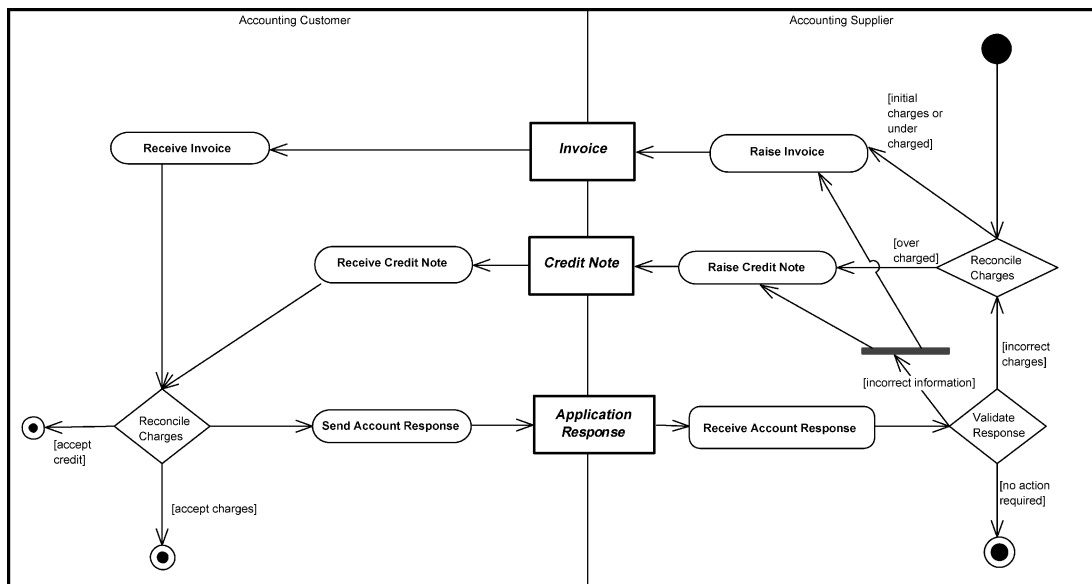 Accounting Customer
Accounting Supplier
[initial
charges or
under
charged]
Receive Invoice
Invoice
Raise Invoice
Receive Credit Note
Credit Note
Raise Credit Note
[over
charged]
Reconcile
Charges
[incorrect
charges]
[incorrect information]
Reconcile
Charges
[accept
credit]
Send Account Response
Application
Response
Receive Account Response
Validate
Response
[accept charges]
[no action
required]